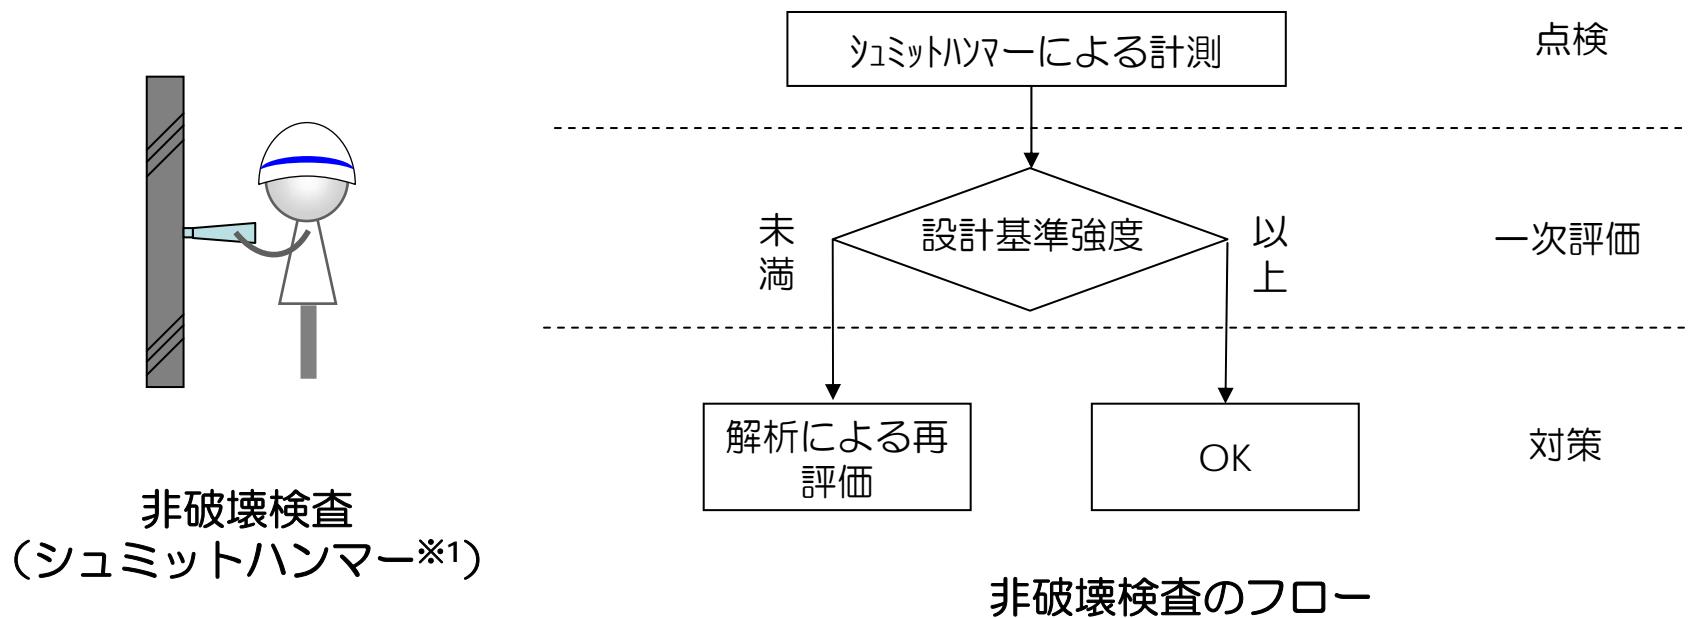 ｼｭﾐｯﾄﾊﾝﾏｰによる計測
点検
未満
設計基準強度
以上
一次評価
解析による再
評価
OK
対策
非破壊検査
（シュミットハンマー※1）
非破壊検査のフロー